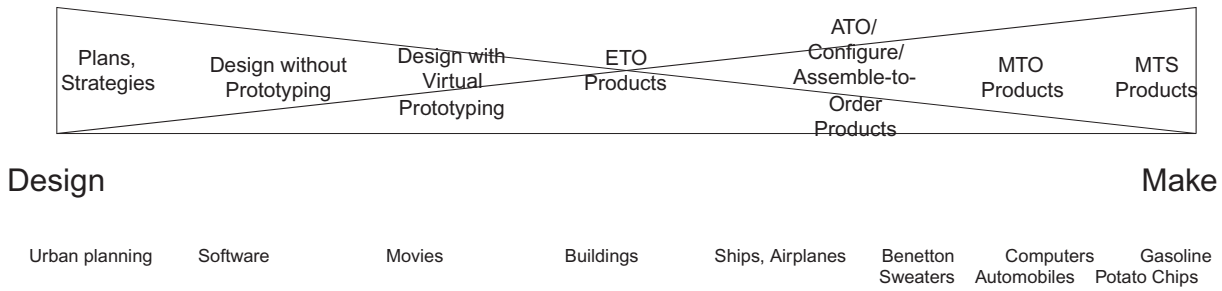 Plans,
Strategies
Design without
Prototyping
Design with
Virtual
Prototyping
ETO
Products
ATO/
Configure/
Assemble-to-
Order
Products
MTO
Products
MTS
Products
Design
Make
Urban planning
Software
Movies
Buildings
Ships, Airplanes
Benetton
Sweaters
Computers
Automobiles
Gasoline
Potato Chips